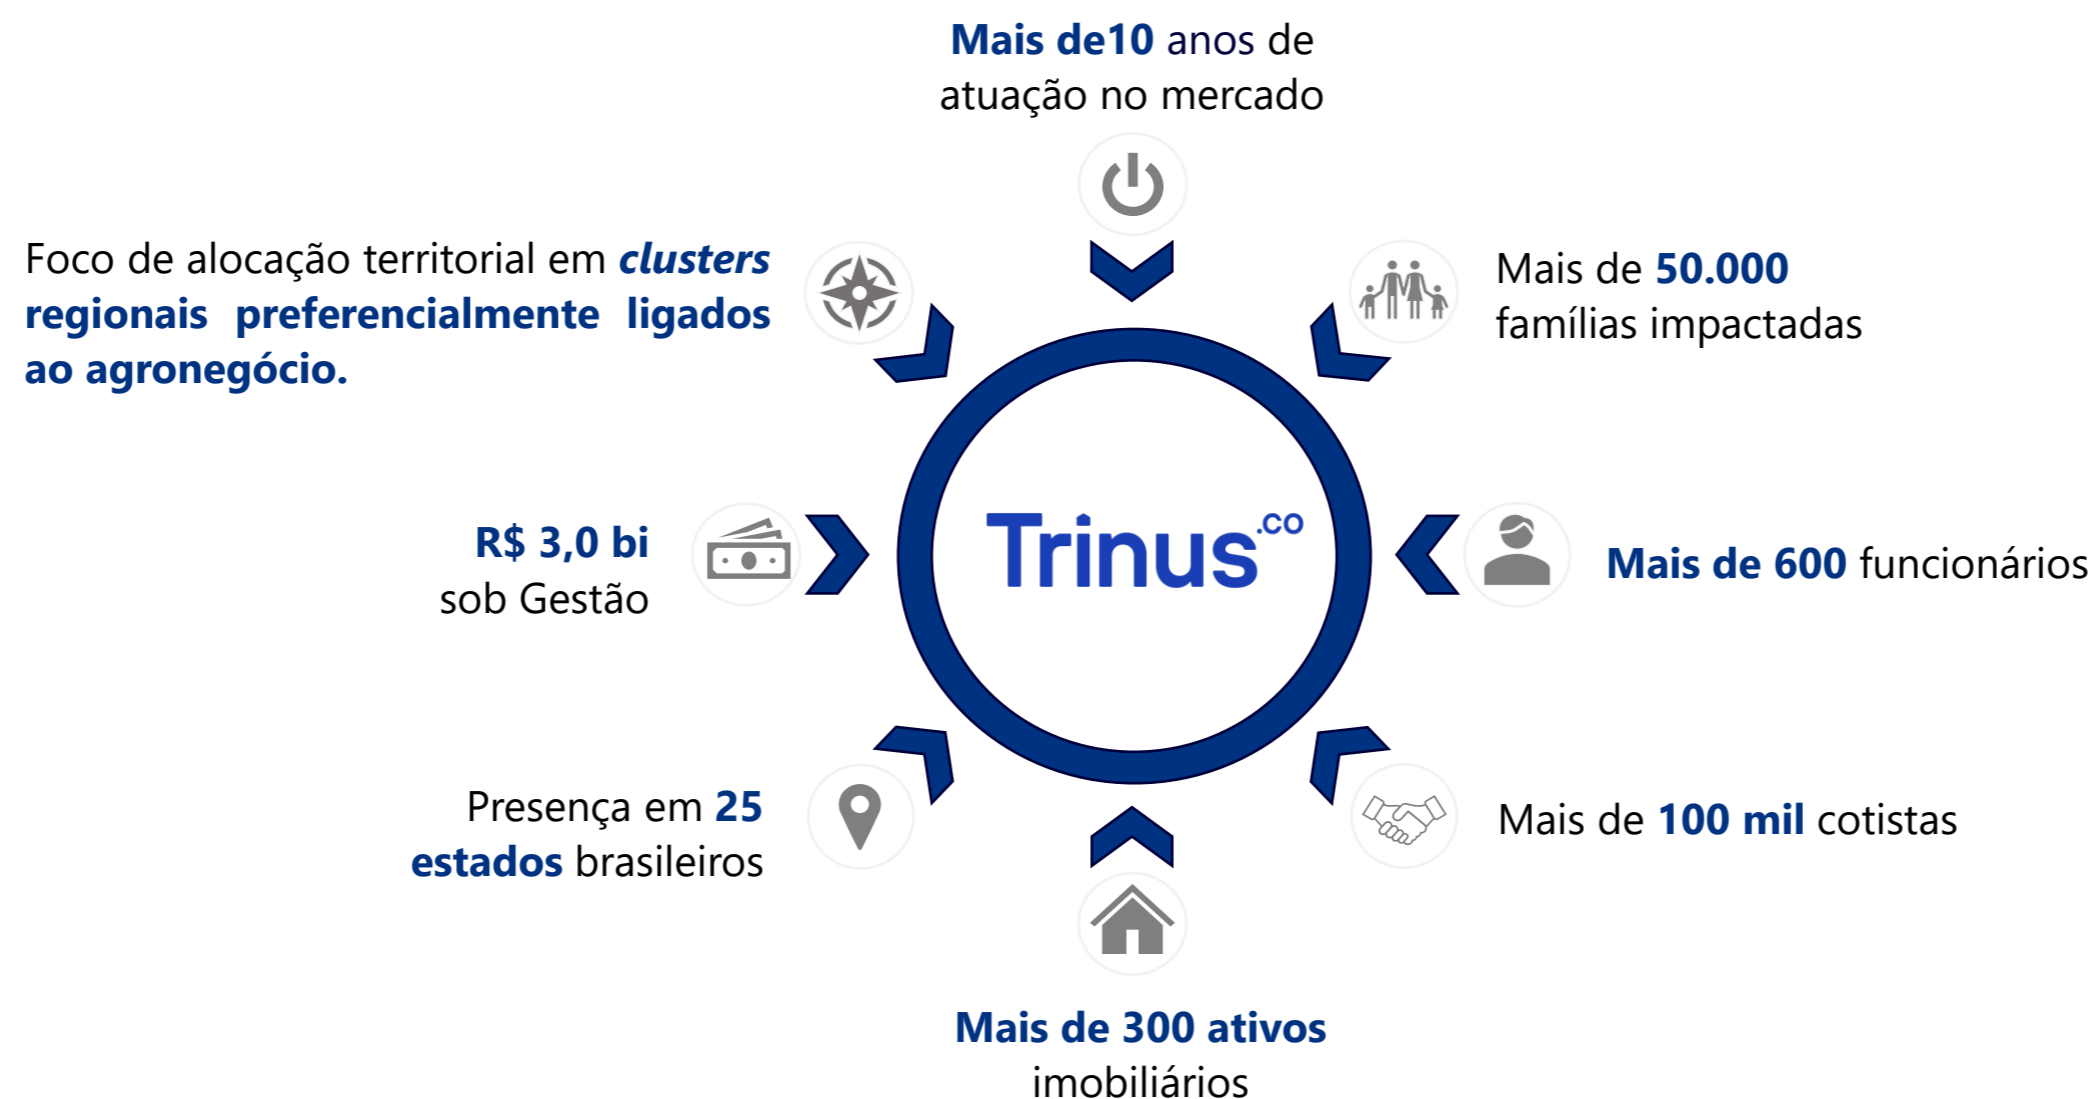 Mais de10 anos de
atuação no mercado
Foco de alocação territorial em clusters
regionais preferencialmente ligados
ao agronegócio.
Mais de 50.000
famílias impactadas
R$ 3,0 bi
sob Gestão
Trinus.co
Mais de 600 funcionários
Presença em 25
estados brasileiros
Mais de 100 mil cotistas
Mais de 300 ativos
imobiliários